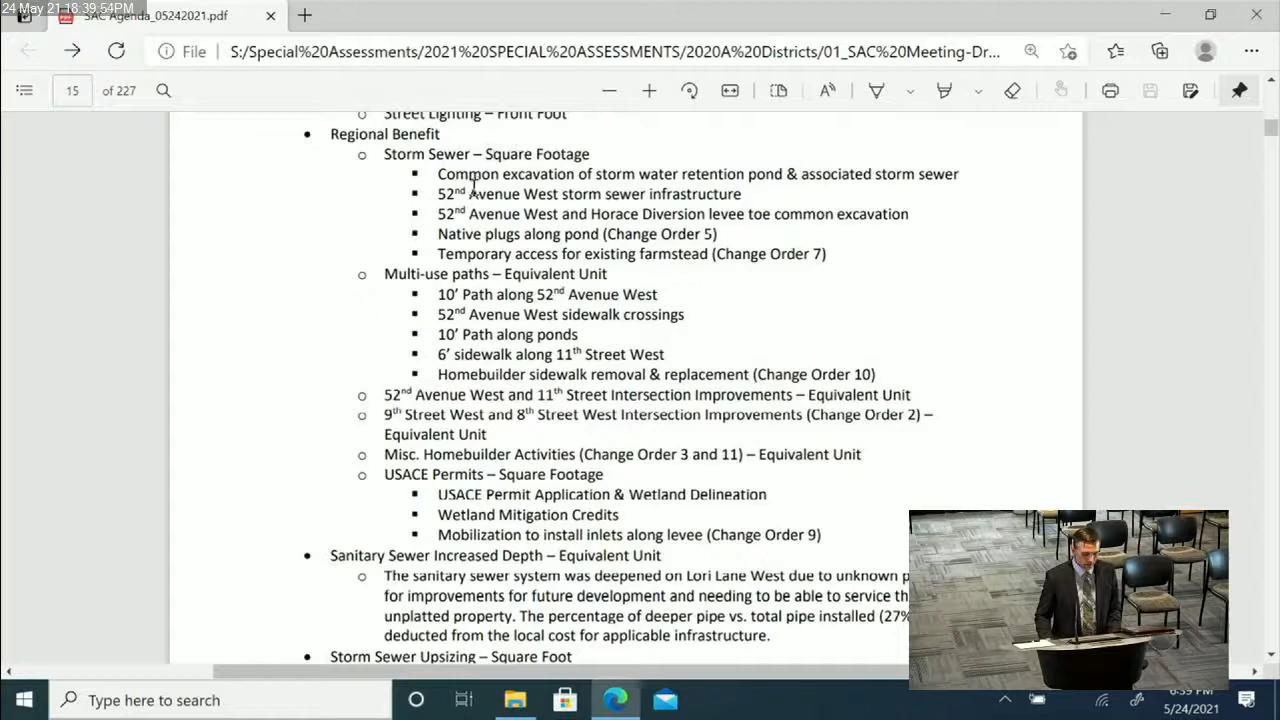 24 May 21 18:39:54PM
SAC Agenda_05242021.pdf
File S:/Special%20Assessments/2021%20SPECIAL%20ASSESSMENTS/2020A%20Districts/01_SAC%20Meeting-Dr...
15 of 227
Street Lighting – Front Foot
Regional Benefit
Storm Sewer – Square Footage
Common excavation of storm water retention pond & associated storm sewer
52nd Avenue West storm sewer infrastructure
52nd Avenue West and Horace Diversion levee toe common excavation
Native plugs along pond (Change Order 5)
Temporary access for existing farmstead (Change Order 7)
Multi-use paths – Equivalent Unit
10’ Path along 52nd Avenue West
52nd Avenue West sidewalk crossings
10’ Path along ponds
6’ sidewalk along 11th Street West
Homebuilder sidewalk removal & replacement (Change Order 10)
52nd Avenue West and 11th Street Intersection Improvements – Equivalent Unit
9th Street West and 8th Street West Intersection Improvements (Change Order 2) –
Equivalent Unit
Misc. Homebuilder Activities (Change Order 3 and 11) – Equivalent Unit
USACE Permits – Square Footage
USACE Permit Application & Wetland Delineation
Wetland Mitigation Credits
Mobilization to install inlets along levee (Change Order 9)
Sanitary Sewer Increased Depth – Equivalent Unit
The sanitary sewer system was deepened on Lori Lane West due to unknown p
for improvements for future development and needing to be able to service th
unplatted property. The percentage of deeper pipe vs. total pipe installed (27%
deducted from the local cost for applicable infrastructure.
Storm Sewer Upsizing – Square Foot
Type here to search
6:39 PM
5/24/2021